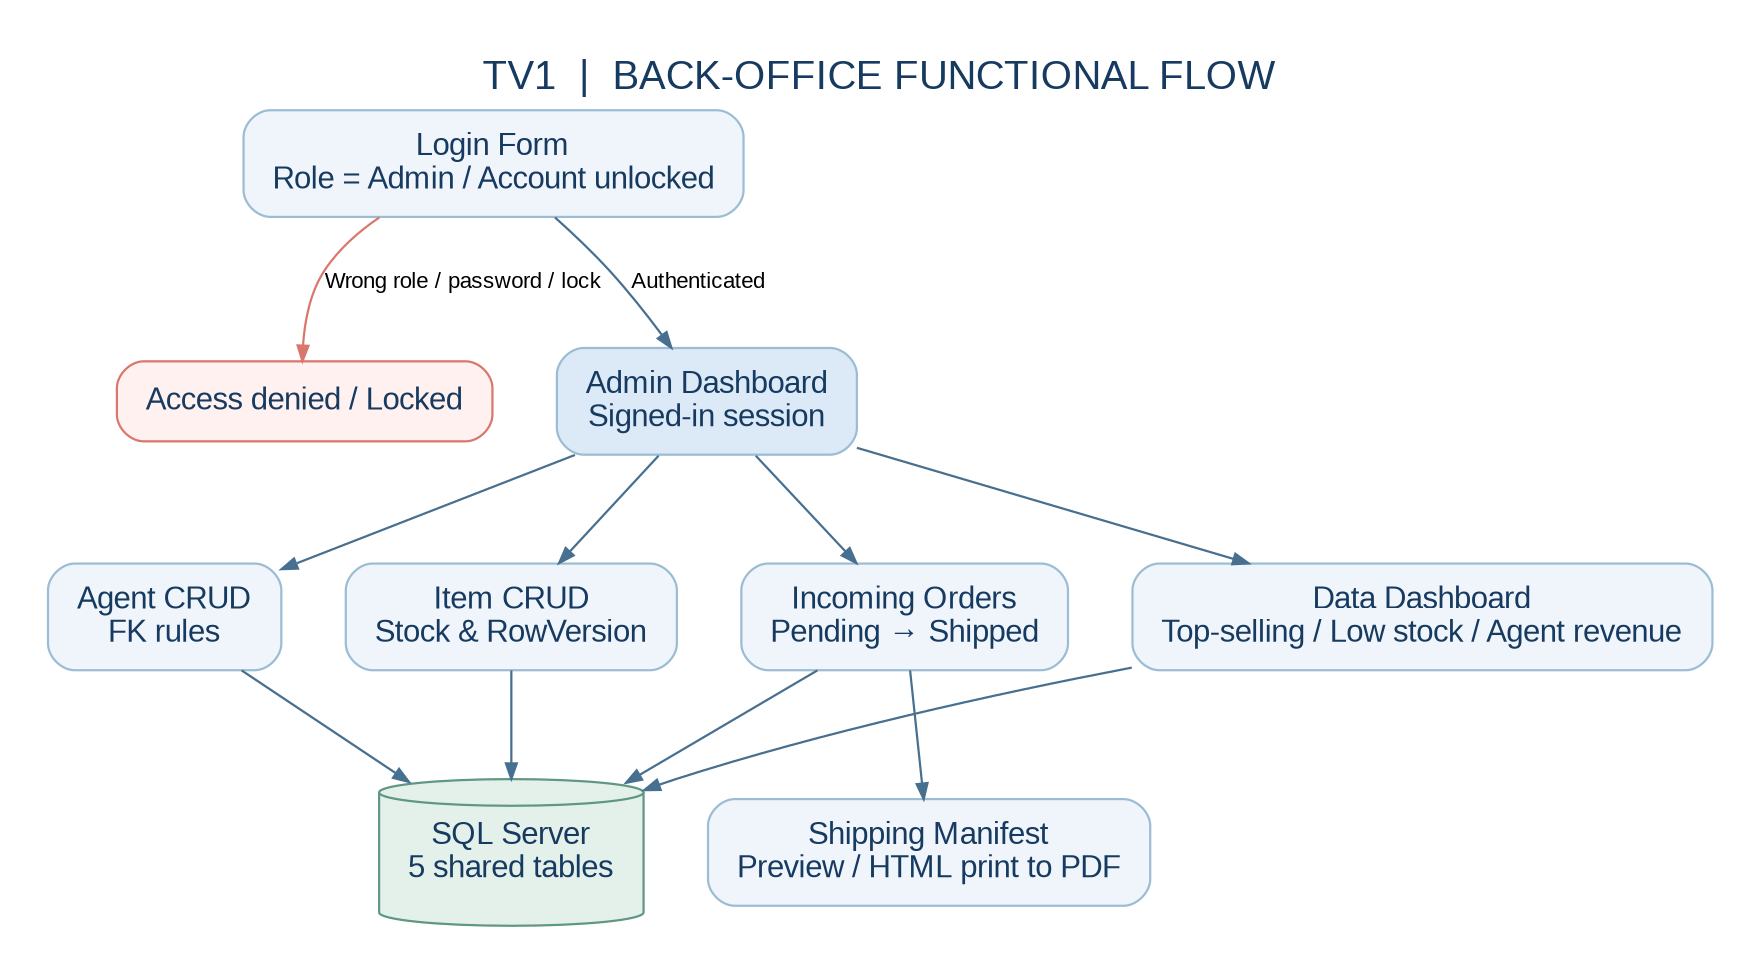 TV1 | BACK-OFFICE FUNCTIONAL FLOW
Login Form
Role = Admin / Account unlocked
Wrong role / password / lock
Authenticated
Access denied / Locked
Admin Dashboard
Signed-in session
Agent CRUD
FK rules
Item CRUD
Stock & RowVersion
Incoming Orders
Pending → Shipped
Data Dashboard
Top-selling / Low stock / Agent revenue
SQL Server
5 shared tables
Shipping Manifest
Preview / HTML print to PDF